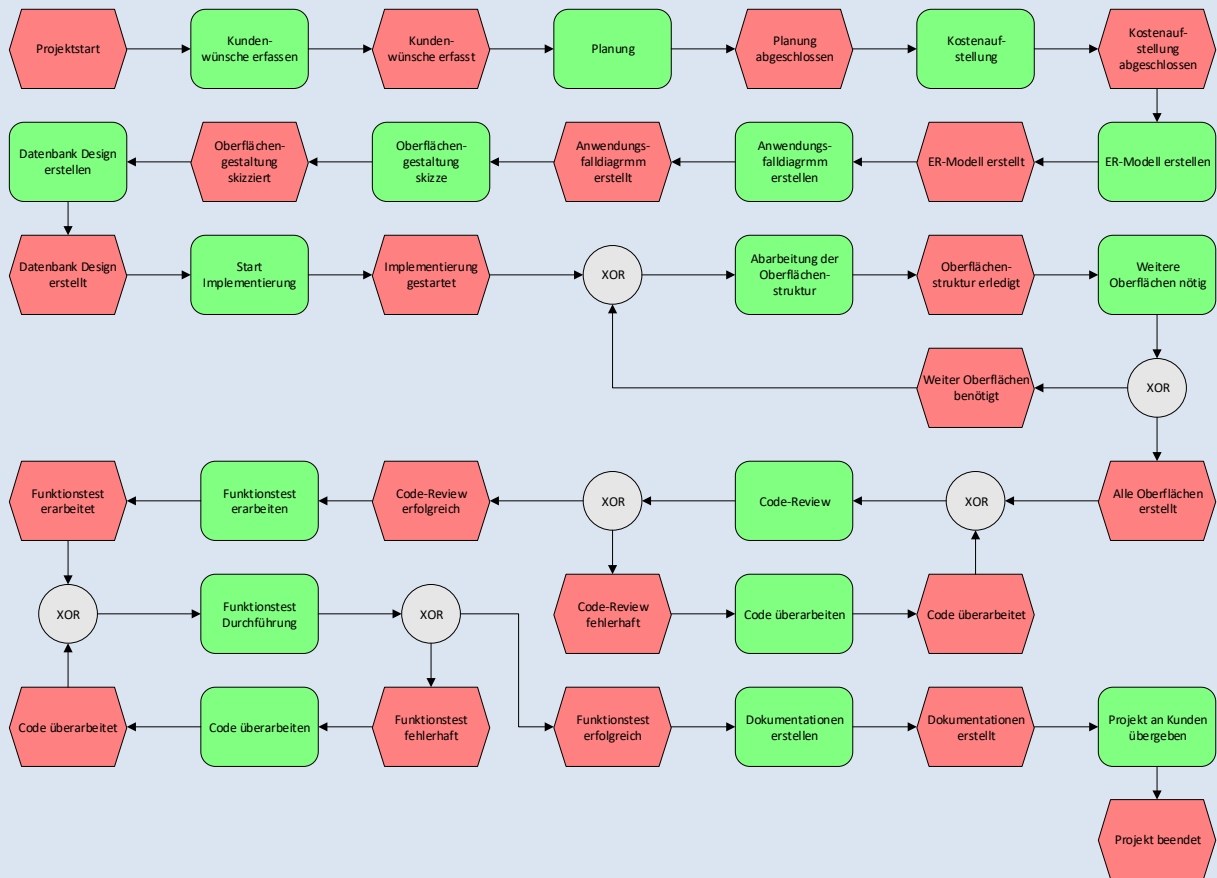 Projektstart
Kunden-
wünsche erfassen
Kunden-
wünsche erfasst
Planung
Planung
abgeschlossen
Kostenauf-
stellung
Kostenauf-
stellung
abgeschlossen
Datenbank Design
erstellen
Oberflächen-
gestaltung
skizziert
Oberflächen-
gestaltung
skizze
Anwendungs-
falldiagrmm
erstellt
Anwendungs-
falldiagrmm
erstellen
ER-Modell erstellt
ER-Modell erstellen
Datenbank Design
erstellt
Start
Implementierung
Implementierung
gestartet
XOR
Abarbeitung der
Oberflächen-
struktur
Oberflächen-
struktur erledigt
Weitere
Oberflächen nötig
Weiter Oberflächen
benötigt
XOR
Funktionstest
erarbeitet
Funktionstest
erarbeiten
Code-Review
erfolgreich
XOR
Code-Review
XOR
Alle Oberflächen
erstellt
XOR
Funktionstest
Durchführung
XOR
Code-Review
fehlerhaft
Code überarbeiten
Code überarbeitet
Code überarbeitet
Code überarbeiten
Funktionstest
fehlerhaft
Funktionstest
erfolgreich
Dokumentationen
erstellen
Dokumentationen
erstellt
Projekt an Kunden
übergeben
Projekt beendet